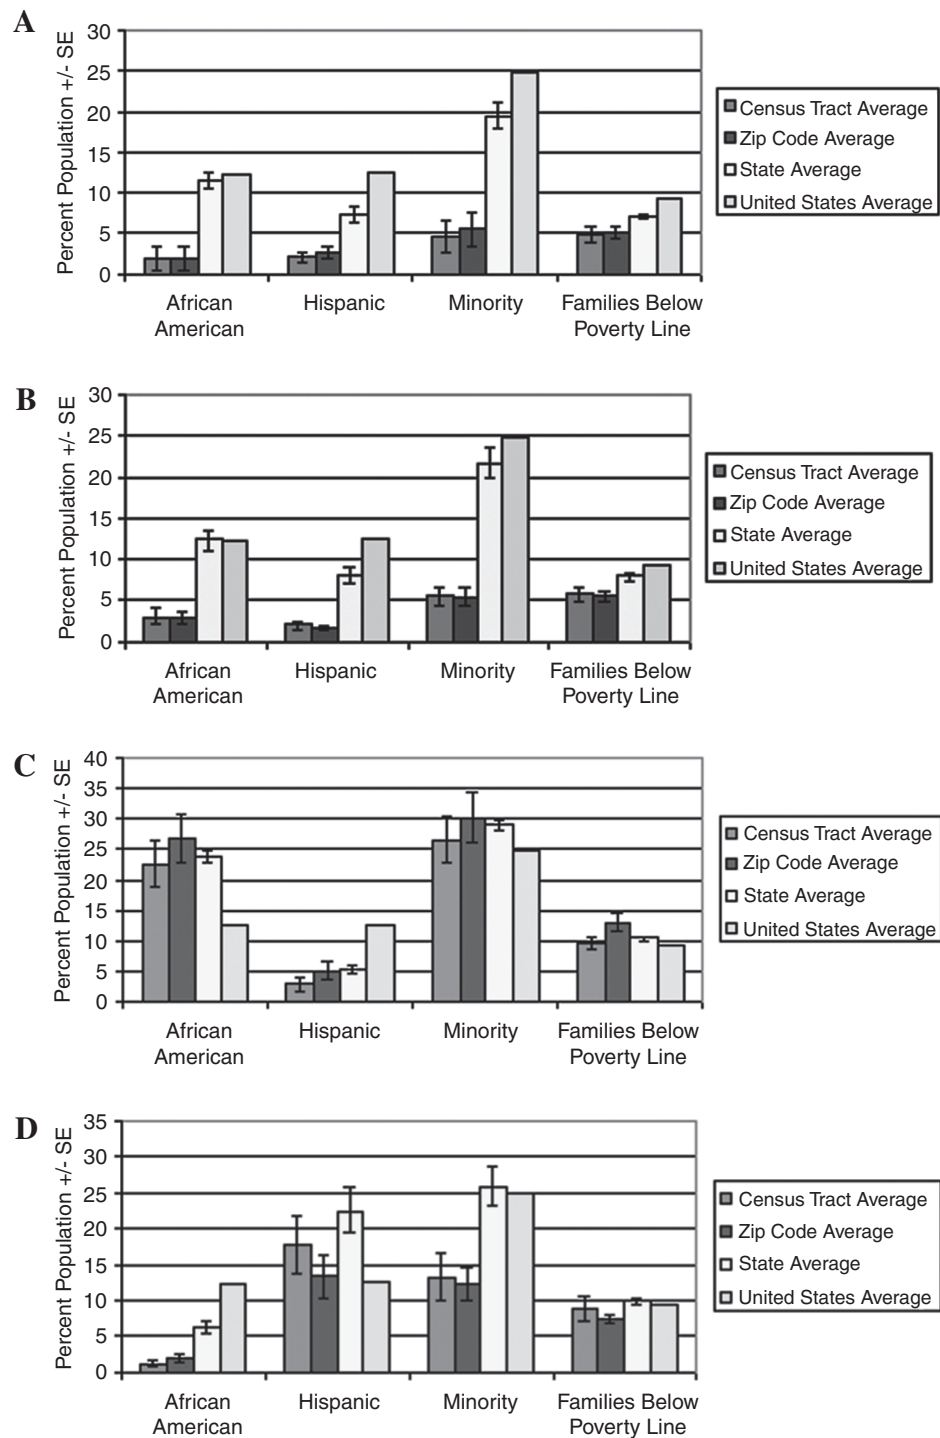 A
Percent Population +/- SE
30
25
20
15
10
5
0
African
American
Hispanic
Minority
Families Below
Poverty Line
Census Tract Average
Zip Code Average
State Average
United States Average
B
Percent Population +/- SE
30
25
20
15
10
5
0
African
American
Hispanic
Minority
Families Below
Poverty Line
Census Tract Average
Zip Code Average
State Average
United States Average
C
Percent Population +/- SE
40
35
30
25
20
15
10
5
0
African
American
Hispanic
Minority
Families Below
Poverty Line
Census Tract Average
Zip Code Average
State Average
United States Average
D
Percent Population +/- SE
35
30
25
20
15
10
5
0
African
American
Hispanic
Minority
Families Below
Poverty Line
Census Tract Average
Zip Code Average
State Average
United States Average